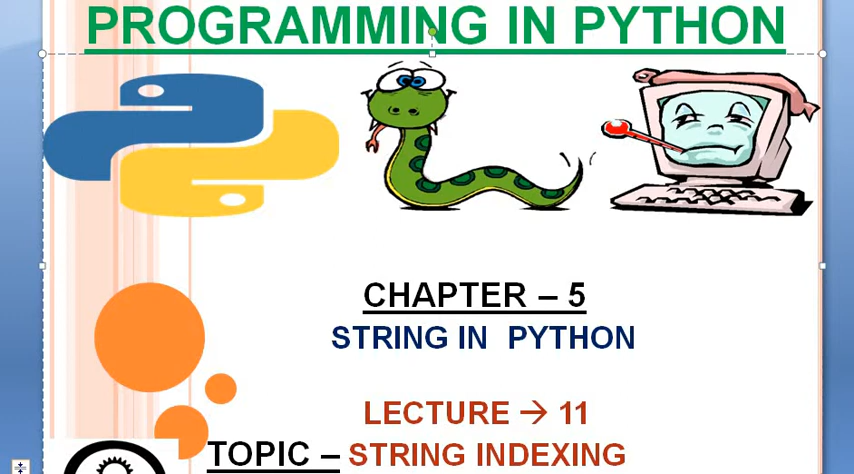 PROGRAMMING IN PYTHON
CHAPTER – 5
STRING IN PYTHON
LECTURE → 11
TOPIC – STRING INDEXING